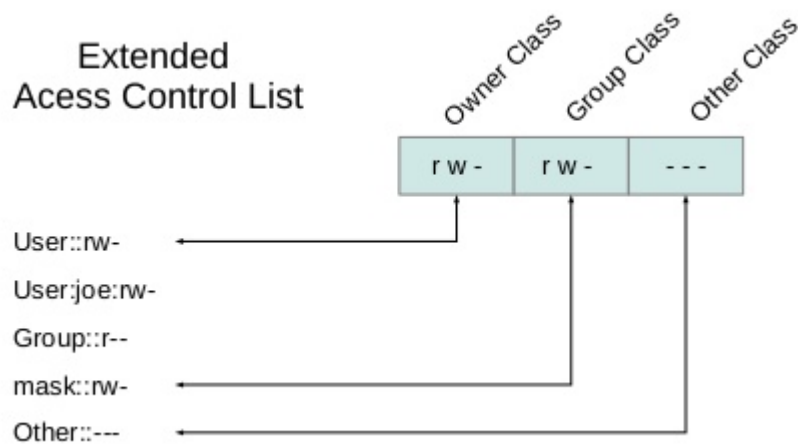 Extended
Acess Control List
Owner Class
Group Class
Other Class
r w -
r w -
- - -
User::rw-
User:joe:rw-
Group::r--
mask::rw-
Other::---